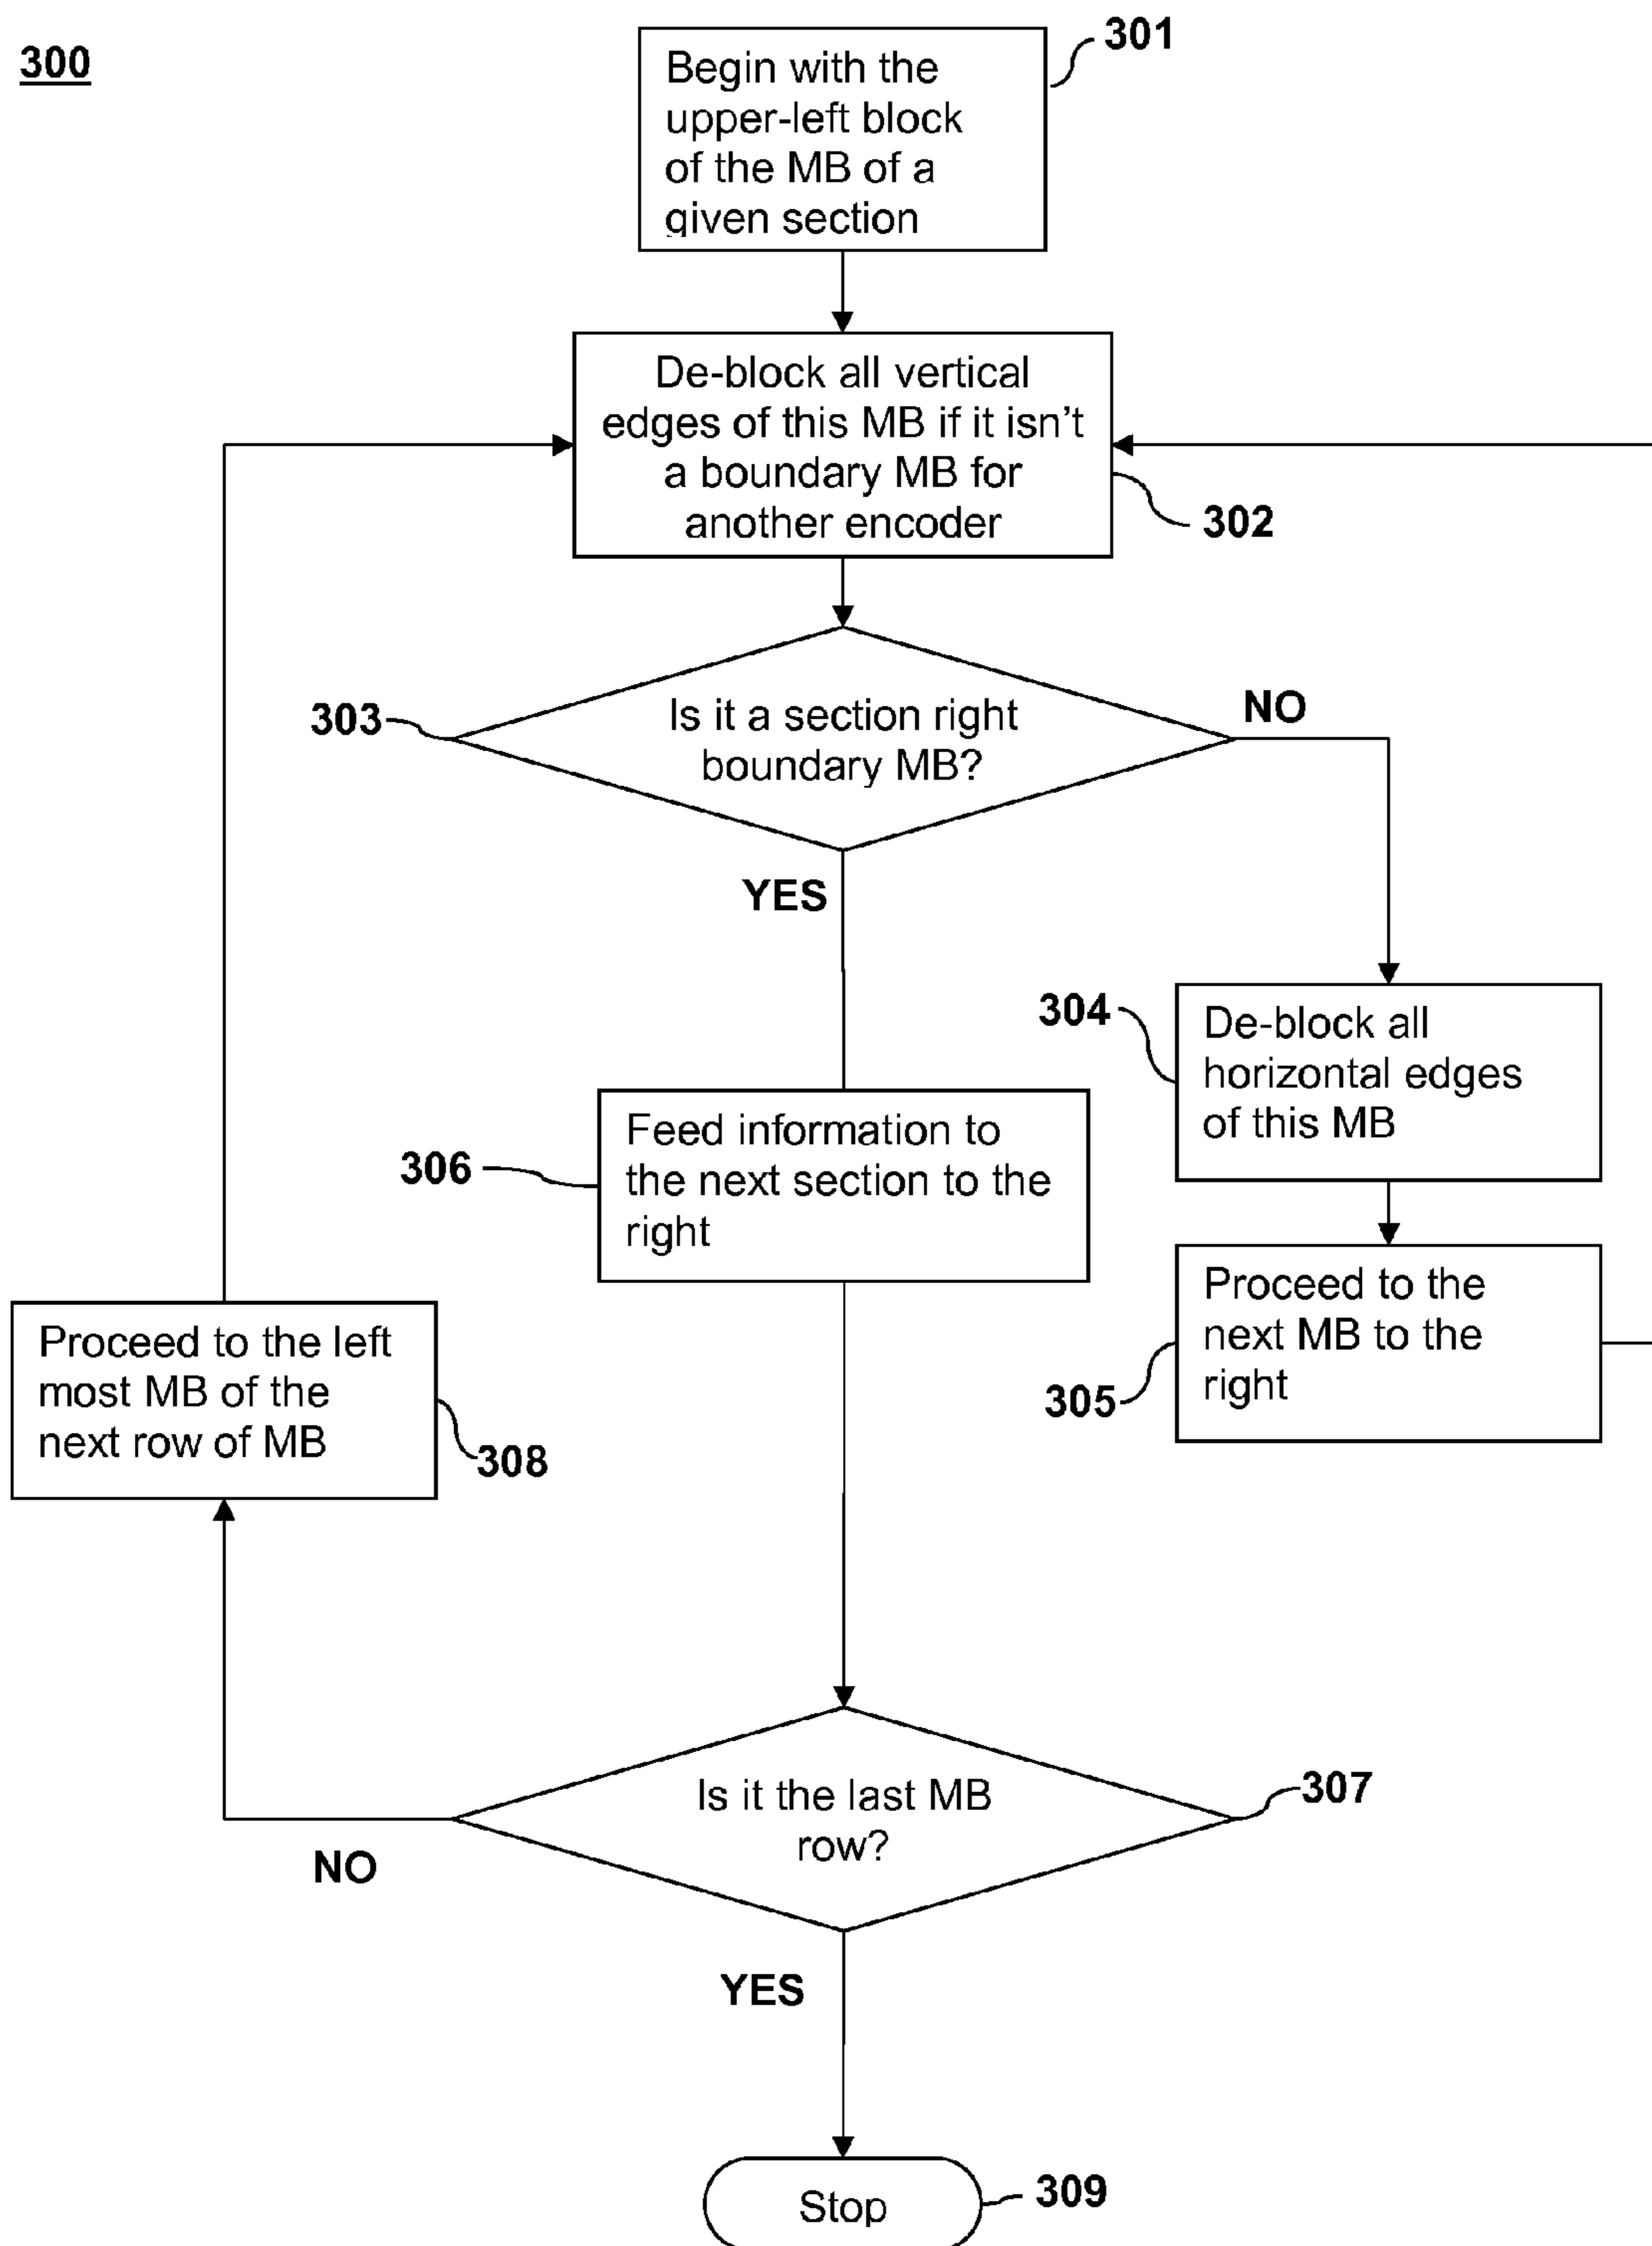 300
301
Begin with the
upper-left block
of the MB of a
given section
De-block all vertical
edges of this MB if it isn't
a boundary MB for
another encoder
302
303
Is it a section right
boundary MB?
NO
YES
304
De-block all
horizontal edges
of this MB
306
Feed information to
the next section to the
right
305
Proceed to the
next MB to the
right
Proceed to the left
most MB of the
next row of MB
308
Is it the last MB
row?
307
NO
YES
Stop
309